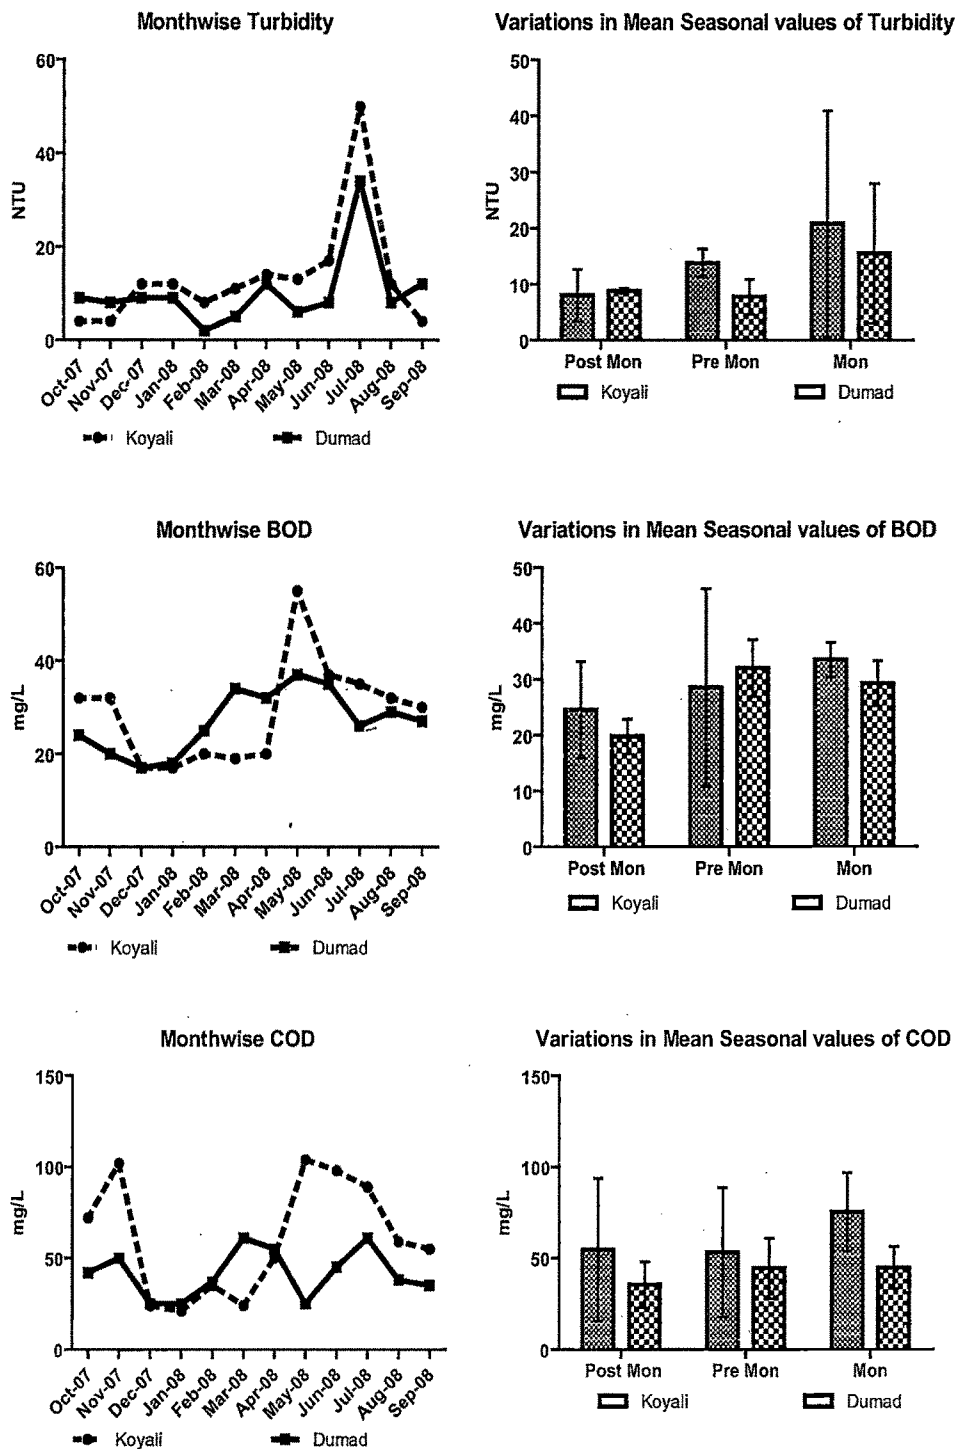 Monthwise Turbidity
NTU
60
40
20
0
Oct-07
Nov-07
Dec-07
Jan-08
Feb-08
Mar-08
Apr-08
May-08
Jun-08
Jul-08
Aug-08
Sep-08
Koyali
Dumad
Variations in Mean Seasonal values of Turbidity
NTU
50
40
30
20
10
0
Post Mon
Pre Mon
Mon
Koyali
Dumad
Monthwise BOD
mg/L
60
40
20
0
Oct-07
Nov-07
Dec-07
Jan-08
Feb-08
Mar-08
Apr-08
May-08
Jun-08
Jul-08
Aug-08
Sep-08
Koyali
Dumad
Variations in Mean Seasonal values of BOD
mg/L
50
40
30
20
10
0
Post Mon
Pre Mon
Mon
Koyali
Dumad
Monthwise COD
mg/L
150
100
50
0
Oct-07
Nov-07
Dec-07
Jan-08
Feb-08
Mar-08
Apr-08
May-08
Jun-08
Jul-08
Aug-08
Sep-08
Koyali
Dumad
Variations in Mean Seasonal values of COD
mg/L
150
100
50
0
Post Mon
Pre Mon
Mon
Koyali
Dumad